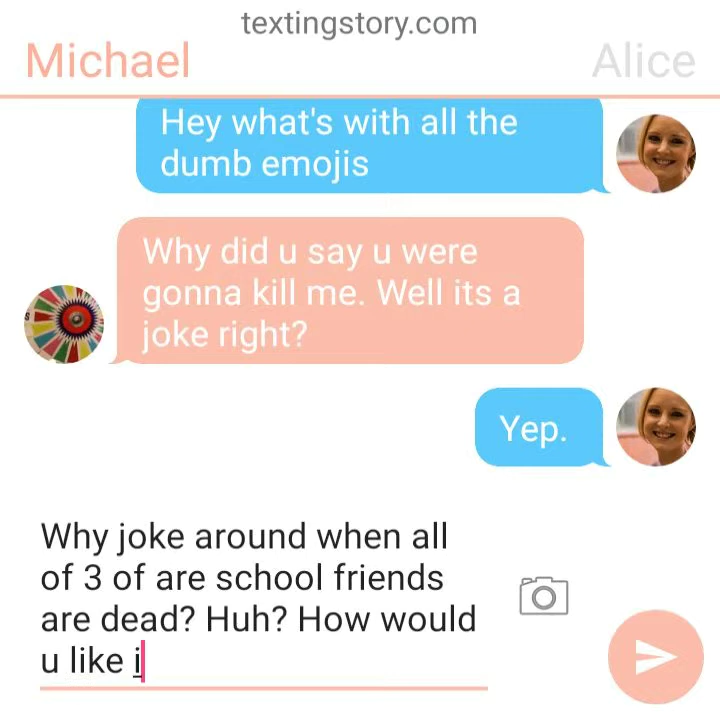 textingstory.com
Michael
Alice
Hey what's with all the
dumb emojis
Why did u say u were
gonna kill me. Well its a
joke right?
Yep.
Why joke around when all
of 3 of are school friends
are dead? Huh? How would
u like i